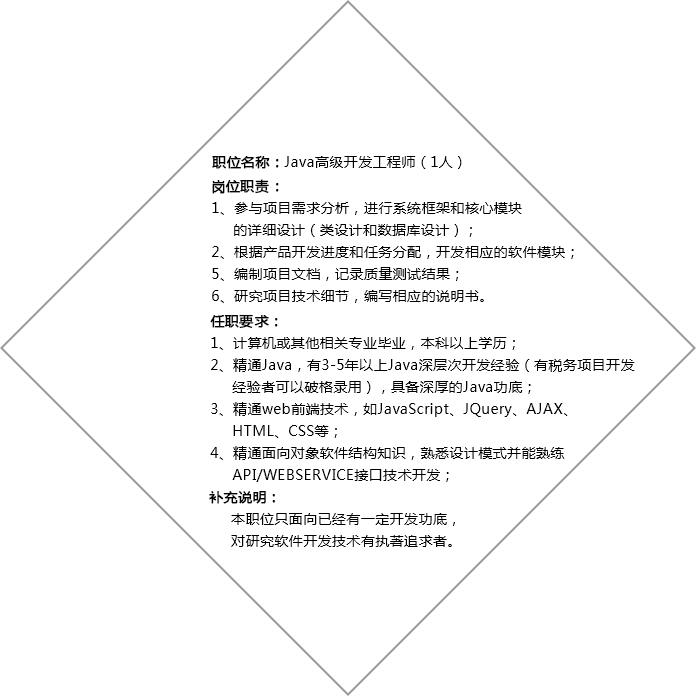 职位名称：Java高级开发工程师（1人）
岗位职责：
1、参与项目需求分析，进行系统框架和核心模块
的详细设计（类设计和数据库设计）；
2、根据产品开发进度和任务分配，开发相应的软件模块；
5、编制项目文档，记录质量测试结果；
6、研究项目技术细节，编写相应的说明书。
任职要求：
1、计算机或其他相关专业毕业，本科以上学历；
2、精通Java，有3-5年以上Java深层次开发经验（有税务项目开发
经验者可以破格录用），具备深厚的Java功底；
3、精通web前端技术，如JavaScript、JQuery、AJAX、
HTML、CSS等；
4、精通面向对象软件结构知识，熟悉设计模式并能熟练
API/WEBSERVICE接口技术开发；
补充说明：
本职位只面向已经有一定开发功底，
对研究软件开发技术有执著追求者。